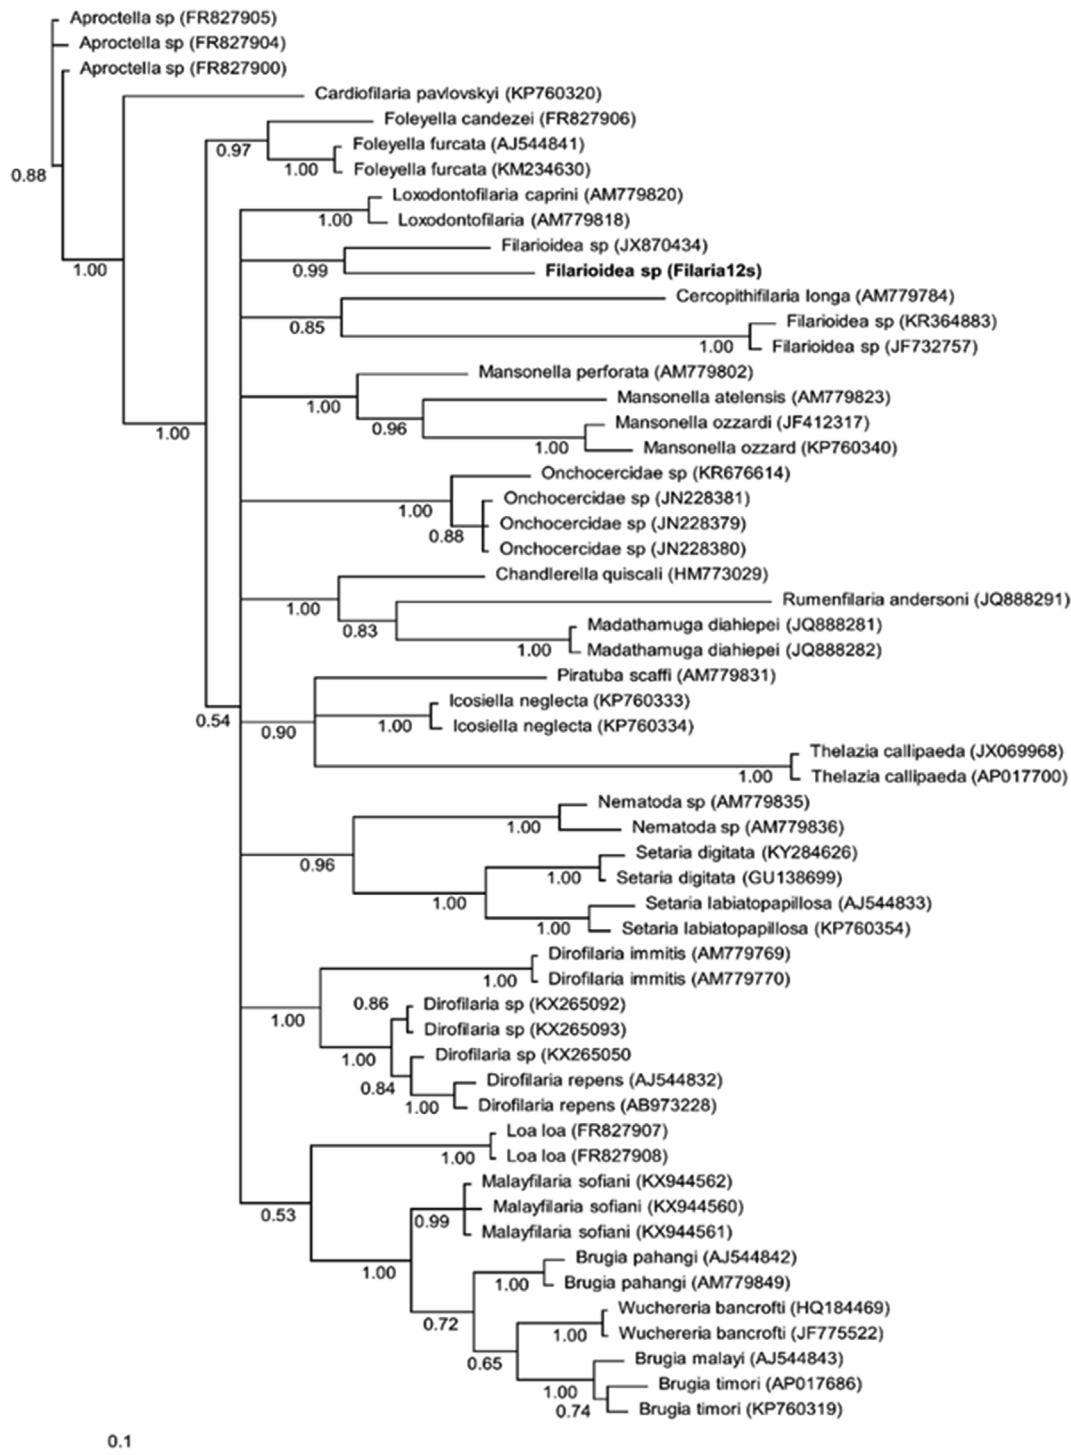 Aproctella sp (FR827905)
Aproctella sp (FR827904)
Aproctella sp (FR827900)
Cardiofilaria pavlovskyi (KP760320)
Foleyella candezei (FR827906)
0.97
Foleyella furcata (AJ544841)
1.00
Foleyella furcata (KM234630)
0.88
Loxodontofilaria caprini (AM779820)
1.00
Loxodontofilaria (AM779818)
Filarioidea sp (JX870434)
1.00
0.99
Filarioidea sp (Filaria12s)
Cercopithifilaria longa (AM779784)
0.85
Filarioidea sp (KR364883)
1.00
Filarioidea sp (JF732757)
Mansonella perforata (AM779802)
1.00
Mansonella atelensis (AM779823)
0.96
Mansonella ozzardi (JF412317)
1.00
1.00
Mansonella ozzard (KP760340)
Onchocercidae sp (KR676614)
Onchocercidae sp (JN228381)
1.00
Onchocercidae sp (JN228379)
0.88
Onchocercidae sp (JN228380)
Chandlerella quiscali (HM773029)
1.00
Rumenfilaria andersoni (JQ888291)
0.83
Madathamuga diahiepei (JQ888281)
1.00
Madathamuga diahiepei (JQ888282)
Piratuba scaffi (AM779831)
Icosiella neglecta (KP760333)
0.54
0.90
1.00
Icosiella neglecta (KP760334)
Thelazia callipaeda (JX069968)
1.00
Thelazia callipaeda (AP017700)
Nematoda sp (AM779835)
1.00
Nematoda sp (AM779836)
0.96
Setaria digitata (KY284626)
1.00
Setaria digitata (GU138699)
1.00
Setaria labiatopapillosa (AJ544833)
1.00
Setaria labiatopapillosa (KP760354)
Dirofilaria immitis (AM779769)
1.00
Dirofilaria immitis (AM779770)
0.86
Dirofilaria sp (KX265092)
1.00
Dirofilaria sp (KX265093)
1.00
Dirofilaria sp (KX265050
0.84
Dirofilaria repens (AJ544832)
1.00
Dirofilaria repens (AB973228)
Loa loa (FR827907)
1.00
Loa loa (FR827908)
Malayfilaria sofiani (KX944562)
0.53
0.99
Malayfilaria sofiani (KX944560)
Malayfilaria sofiani (KX944561)
1.00
Brugia pahangi (AJ544842)
1.00
Brugia pahangi (AM779849)
0.72
Wuchereria bancrofti (HQ184469)
1.00
Wuchereria bancrofti (JF775522)
0.65
Brugia malayi (AJ544843)
1.00
Brugia timori (AP017686)
0.74
Brugia timori (KP760319)
0.1